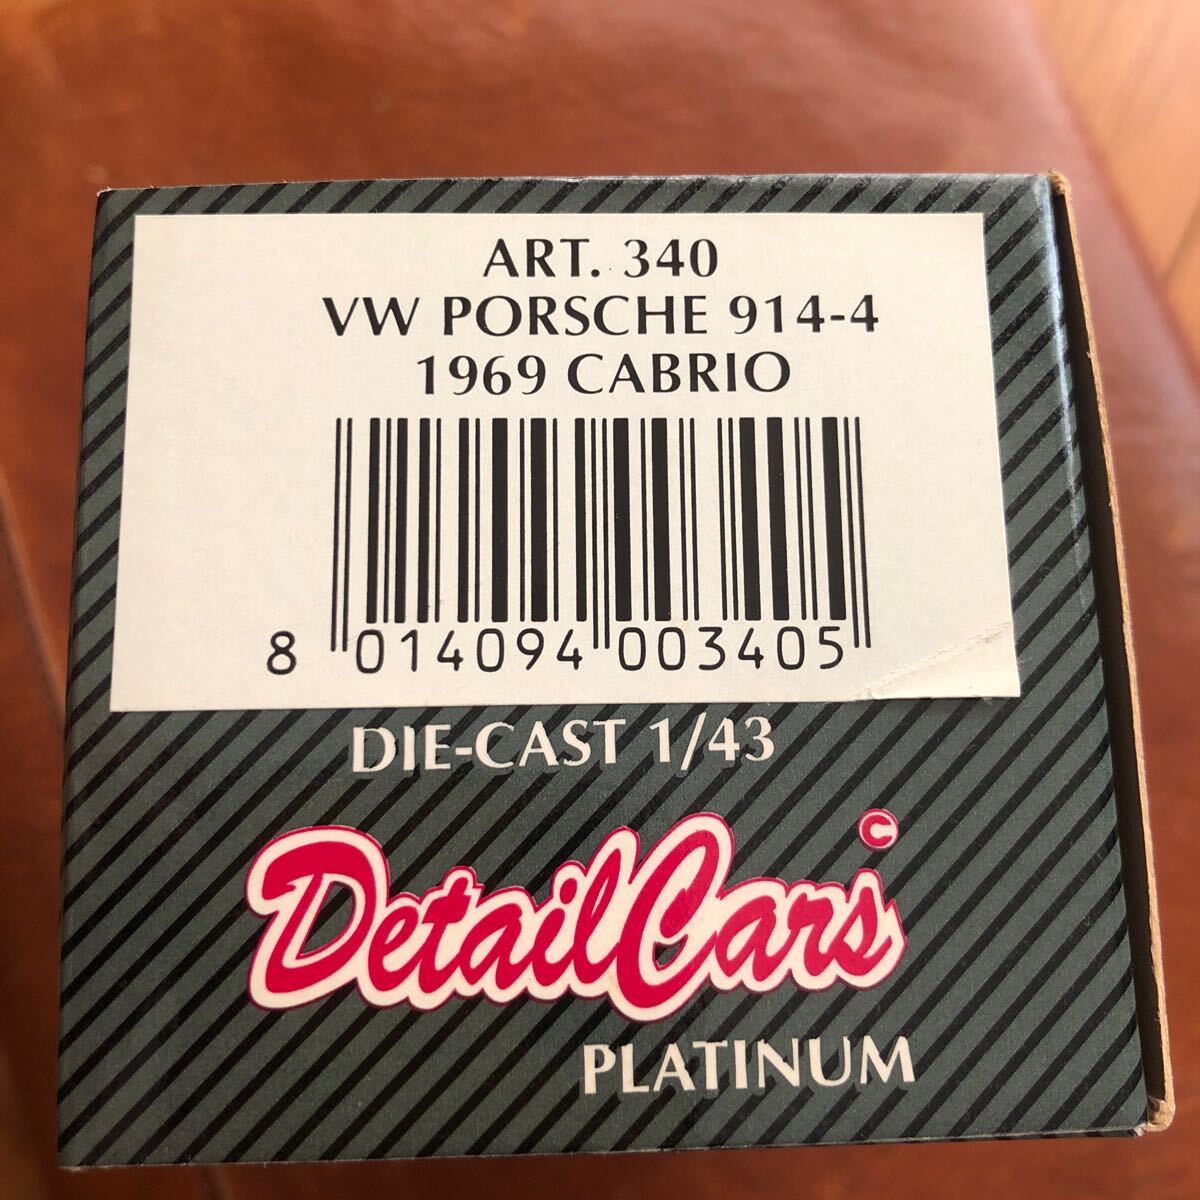 ART. 340
VW PORSCHE 914-4
1969 CABRIO
8 014094 003405
DIE-CAST 1/43
DetailCars ©
PLATINUM